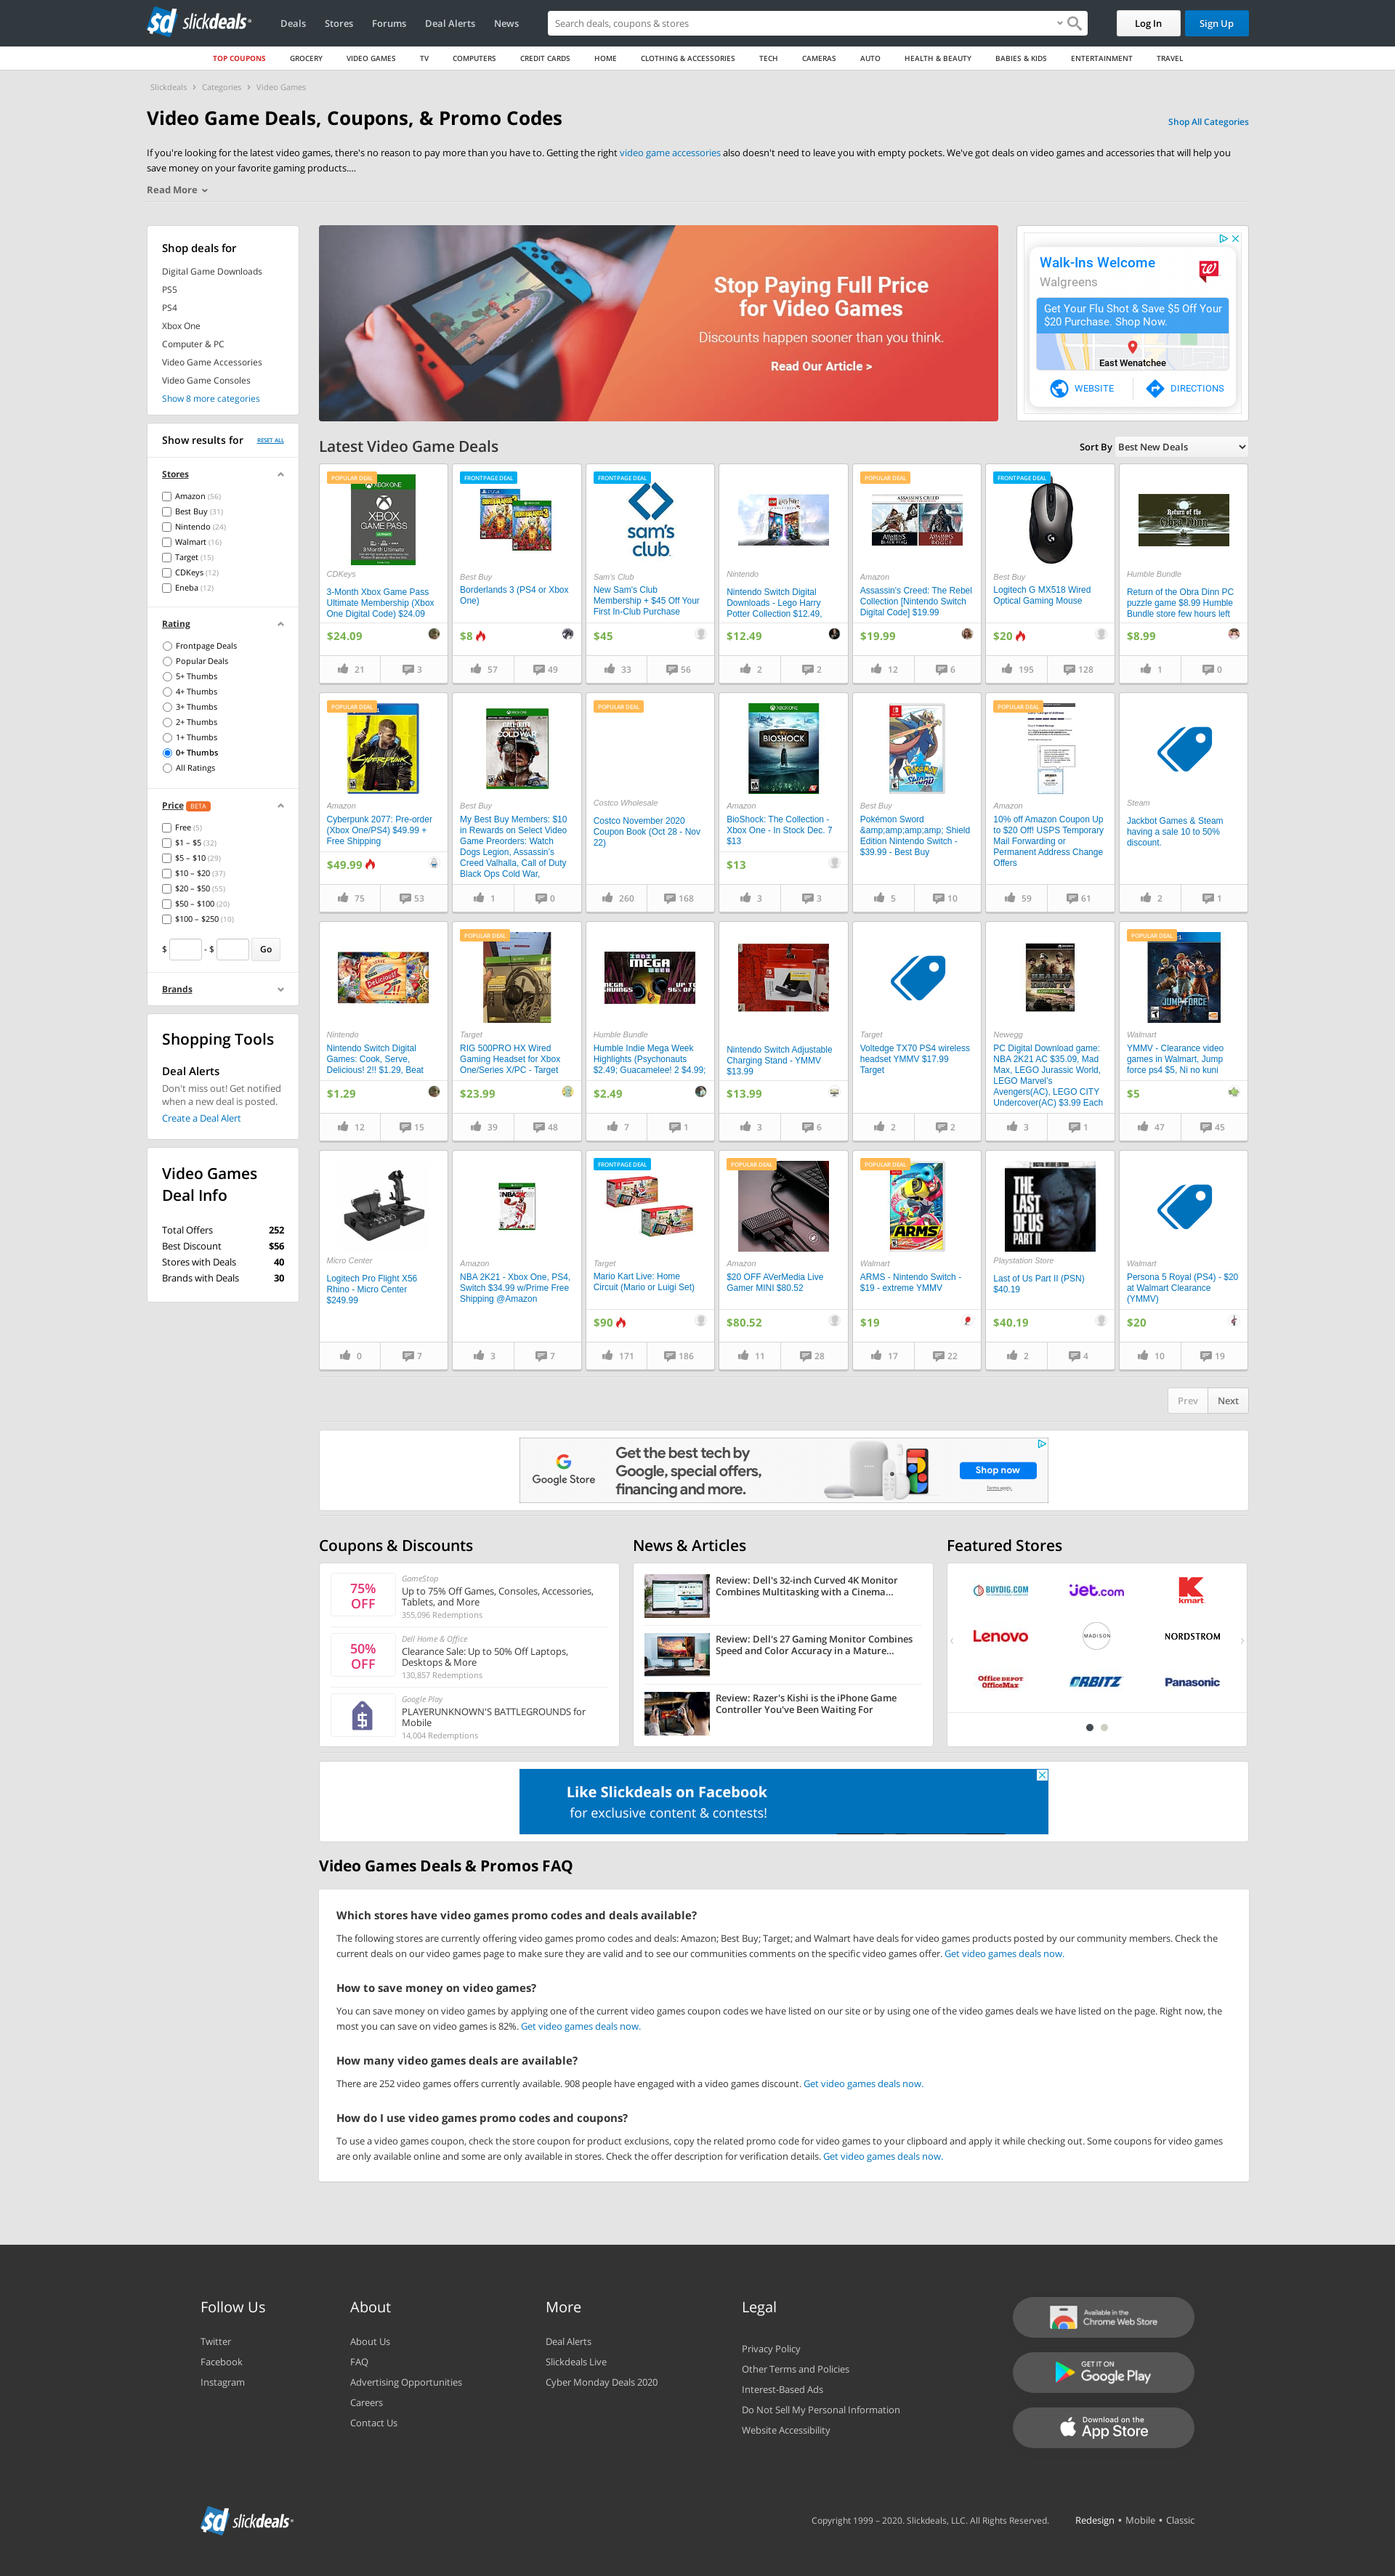 slickdeals
Deals
Stores
Forums
Deal Alerts
News
Search deals, coupons & stores
Log In
Sign Up
TOP COUPONS
GROCERY
VIDEO GAMES
TV
COMPUTERS
CREDIT CARDS
HOME
CLOTHING & ACCESSORIES
TECH
CAMERAS
AUTO
HEALTH & BEAUTY
BABIES & KIDS
ENTERTAINMENT
TRAVEL
Slickdeals › Categories › Video Games
Video Game Deals, Coupons, & Promo Codes
Shop All Categories
If you're looking for the latest video games, there's no reason to pay more than you have to. Getting the right video game accessories also doesn't need to leave you with empty pockets. We've got deals on video games and accessories that will help you
save money on your favorite gaming products....
Read More
Shop deals for
Digital Game Downloads
PS5
PS4
Xbox One
Computer & PC
Video Game Accessories
Video Game Consoles
Show 8 more categories
Show results for
RESET ALL
Stores
Amazon (56)
Best Buy (31)
Nintendo (24)
Walmart (16)
Target (15)
CDKeys (12)
Eneba (12)
Rating
Frontpage Deals
Popular Deals
5+ Thumbs
4+ Thumbs
3+ Thumbs
2+ Thumbs
1+ Thumbs
0+ Thumbs
All Ratings
Price BETA
Free (5)
$1 – $5 (32)
$5 – $10 (29)
$10 – $20 (37)
$20 – $50 (55)
$50 – $100 (20)
$100 – $250 (10)
$ - $ Go
Brands
Shopping Tools
Deal Alerts
Don't miss out! Get notified
when a new deal is posted.
Create a Deal Alert
Video Games
Deal Info
Total Offers 252
Best Discount $56
Stores with Deals 40
Brands with Deals 30
Stop Paying Full Price
for Video Games
Discounts happen sooner than you think.
Read Our Article >
Walk-Ins Welcome
Walgreens
Get Your Flu Shot & Save $5 Off Your
$20 Purchase. Shop Now.
East Wenatchee
WEBSITE
DIRECTIONS
Latest Video Game Deals
Sort By Best New Deals
POPULAR DEAL
XBOX ONE
XBOX
GAME PASS
CDKeys
3-Month Xbox Game Pass
Ultimate Membership (Xbox
One Digital Code) $24.09
$24.09
21
3
FRONTPAGE DEAL
Best Buy
Borderlands 3 (PS4 or Xbox
One)
$8
57
49
FRONTPAGE DEAL
sam's
club
Sam's Club
New Sam's Club
Membership + $45 Off Your
First In-Club Purchase
$45
33
56
Nintendo
Nintendo Switch Digital
Downloads - Lego Harry
Potter Collection $12.49,
$12.49
2
2
POPULAR DEAL
Amazon
Assassin's Creed: The Rebel
Collection [Nintendo Switch
Digital Code] $19.99
$19.99
12
6
FRONTPAGE DEAL
Best Buy
Logitech G MX518 Wired
Optical Gaming Mouse
$20
195
128
Return of the
Obra Dinn
Humble Bundle
Return of the Obra Dinn PC
puzzle game $8.99 Humble
Bundle store few hours left
$8.99
1
0
POPULAR DEAL
Cyberpunk
Amazon
Cyberpunk 2077: Pre-order
(Xbox One/PS4) $49.99 +
Free Shipping
$49.99
75
53
CALL OF DUTY
COLD WAR
Best Buy
My Best Buy Members: $10
in Rewards on Select Video
Game Preorders: Watch
Dogs Legion, Assassin's
Creed Valhalla, Call of Duty
Black Ops Cold War,
1
0
POPULAR DEAL
Costco Wholesale
Costco November 2020
Coupon Book (Oct 28 - Nov
22)
260
168
XBOX ONE
BIOSHOCK
Amazon
BioShock: The Collection -
Xbox One - In Stock Dec. 7
$13
$13
3
3
Pokémon
Best Buy
Pokémon Sword
&amp;amp;amp;amp; Shield
Edition Nintendo Switch -
$39.99 - Best Buy
5
10
POPULAR DEAL
Amazon
10% off Amazon Coupon Up
to $20 Off! USPS Temporary
Mail Forwarding or
Permanent Address Change
Offers
59
61
Steam
Jackbot Games & Steam
having a sale 10 to 50%
discount.
2
1
Delicious!
Nintendo
Nintendo Switch Digital
Games: Cook, Serve,
Delicious! 2!! $1.29, Beat
$1.29
12
15
POPULAR DEAL
Target
RIG 500PRO HX Wired
Gaming Headset for Xbox
One/Series X/PC - Target
$23.99
39
48
INDIE
MEGA
WEEK
MEGA
SAVINGS
UP TO
96% OFF
Humble Bundle
Humble Indie Mega Week
Highlights (Psychonauts
$2.49; Guacamelee! 2 $4.99;
$2.49
7
1
Nintendo Switch Adjustable
Charging Stand - YMMV
$13.99
$13.99
3
6
Target
Voltedge TX70 PS4 wireless
headset YMMV $17.99
Target
2
2
Newegg
PC Digital Download game:
NBA 2K21 AC $35.09, Mad
Max, LEGO Jurassic World,
LEGO Marvel's
Avengers(AC), LEGO CITY
Undercover(AC) $3.99 Each
3
1
POPULAR DEAL
JUMP FORCE
Walmart
YMMV - Clearance video
games in Walmart, Jump
force ps4 $5, Ni no kuni
$5
47
45
Micro Center
Logitech Pro Flight X56
Rhino - Micro Center
$249.99
0
7
NBA 2K
Amazon
NBA 2K21 - Xbox One, PS4,
Switch $34.99 w/Prime Free
Shipping @Amazon
3
7
FRONTPAGE DEAL
Target
Mario Kart Live: Home
Circuit (Mario or Luigi Set)
$90
171
186
POPULAR DEAL
Amazon
$20 OFF AVerMedia Live
Gamer MINI $80.52
$80.52
11
28
POPULAR DEAL
ARMS
Walmart
ARMS - Nintendo Switch -
$19 - extreme YMMV
$19
17
22
DIGITAL DELUXE EDITION
THE
LAST
OF US
PART II
Playstation Store
Last of Us Part II (PSN)
$40.19
$40.19
2
4
Walmart
Persona 5 Royal (PS4) - $20
at Walmart Clearance
(YMMV)
$20
10
19
Prev
Next
Google Store
Get the best tech by
Google, special offers,
financing and more.
Shop now
Terms apply.
Coupons & Discounts
75%
OFF
GameStop
Up to 75% Off Games, Consoles, Accessories,
Tablets, and More
355,096 Redemptions
50%
OFF
Dell Home & Office
Clearance Sale: Up to 50% Off Laptops,
Desktops & More
130,857 Redemptions
Google Play
PLAYERUNKNOWN'S BATTLEGROUNDS for
Mobile
14,004 Redemptions
News & Articles
Review: Dell's 32-inch Curved 4K Monitor
Combines Multitasking with a Cinema...
Review: Dell's 27 Gaming Monitor Combines
Speed and Color Accuracy in a Mature...
Review: Razer's Kishi is the iPhone Game
Controller You've Been Waiting For
Featured Stores
BUYDIG.COM
jet.com
kmart
Lenovo
MADISON
NORDSTROM
Office DEPOT
OfficeMax
ORBITZ
Panasonic
Like Slickdeals on Facebook
for exclusive content & contests!
Video Games Deals & Promos FAQ
Which stores have video games promo codes and deals available?
The following stores are currently offering video games promo codes and deals: Amazon; Best Buy; Target; and Walmart have deals for video games products posted by our community members. Check the
current deals on our video games page to make sure they are valid and to see our communities comments on the specific video games offer. Get video games deals now.
How to save money on video games?
You can save money on video games by applying one of the current video games coupon codes we have listed on our site or by using one of the video games deals we have listed on the page. Right now, the
most you can save on video games is 82%. Get video games deals now.
How many video games deals are available?
There are 252 video games offers currently available. 908 people have engaged with a video games discount. Get video games deals now.
How do I use video games promo codes and coupons?
To use a video games coupon, check the store coupon for product exclusions, copy the related promo code for video games to your clipboard and apply it while checking out. Some coupons for video games
are only available online and some are only available in stores. Check the offer description for verification details. Get video games deals now.
Follow Us
Twitter
Facebook
Instagram
About
About Us
FAQ
Advertising Opportunities
Careers
Contact Us
More
Deal Alerts
Slickdeals Live
Cyber Monday Deals 2020
Legal
Privacy Policy
Other Terms and Policies
Interest-Based Ads
Do Not Sell My Personal Information
Website Accessibility
Available in the
Chrome Web Store
GET IT ON
Google Play
Download on the
App Store
slickdeals
Copyright 1999 – 2020. Slickdeals, LLC. All Rights Reserved.
Redesign • Mobile • Classic